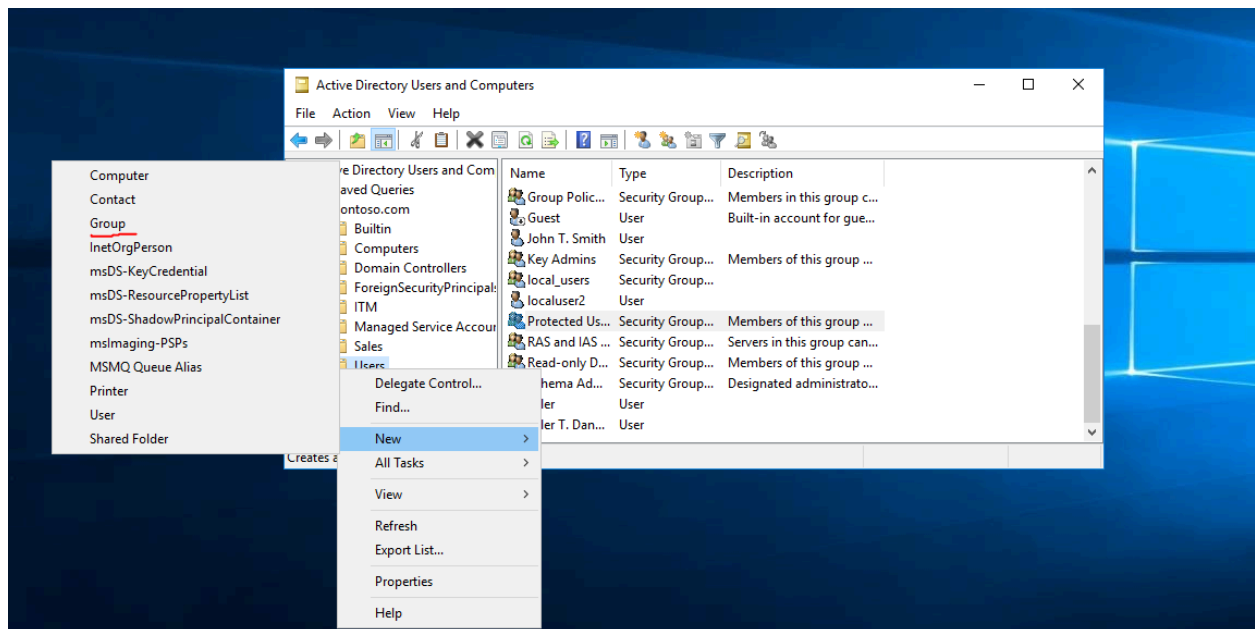 Active Directory Users and Computers
File Action View Help
Computer
Contact
Group
InetOrgPerson
msDS-KeyCredential
msDS-ResourcePropertyList
msDS-ShadowPrincipalContainer
msImaging-PSPs
MSMQ Queue Alias
Printer
User
Shared Folder
ve Directory Users and Com
aved Queries
ontoso.com
Builtin
Computers
Domain Controllers
ForeignSecurityPrincipals
ITM
Managed Service Accour
Sales
Users
Name Type Description
Group Polic... Security Group... Members in this group c...
Guest User Built-in account for gue...
John T. Smith User
Key Admins Security Group... Members of this group ...
local_users Security Group...
localuser2 User
Protected Us... Security Group... Members of this group ...
RAS and IAS ... Security Group... Servers in this group can...
Read-only D... Security Group... Members of this group ...
hema Ad... Security Group... Designated administrato...
ler User
ler T. Dan... User
Creates a
Delegate Control...
Find...
New
All Tasks
View
Refresh
Export List...
Properties
Help